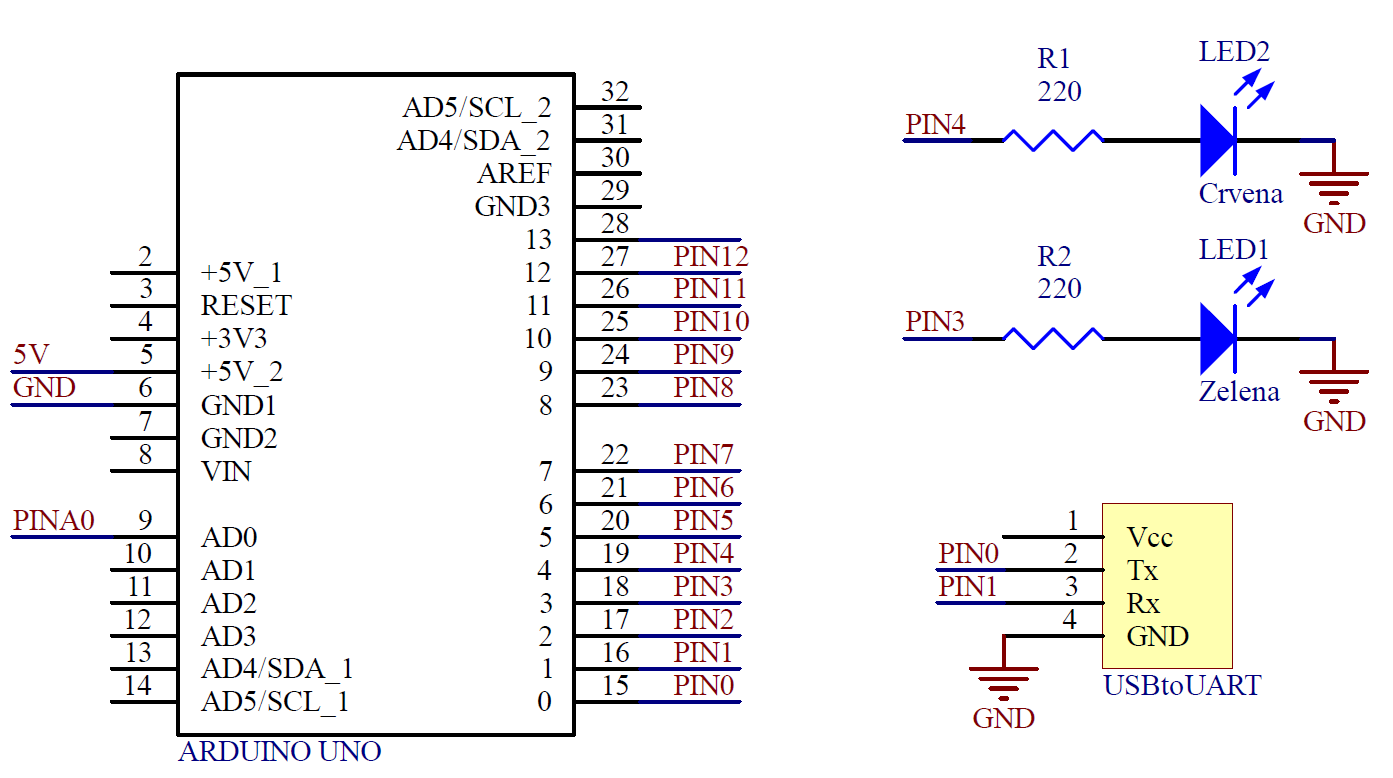 32
AD5/SCL_2
31
AD4/SDA_2
30
AREF
29
GND3
28
13
2
+5V_1
27
12
PIN12
3
RESET
26
11
PIN11
4
+3V3
25
10
PIN10
5V
5
+5V_2
24
9
PIN9
GND
6
GND1
23
8
PIN8
7
GND2
8
VIN
22
7
PIN7
21
6
PIN6
PINA0
9
AD0
20
5
PIN5
10
AD1
19
4
PIN4
11
AD2
18
3
PIN3
12
AD3
17
2
PIN2
13
AD4/SDA_1
16
1
PIN1
14
AD5/SCL_1
15
0
PIN0
ARDUINO UNO
LED2
R1
220
PIN4
Crvena
GND
LED1
R2
220
PIN3
Zelena
GND
1
Vcc
PIN0
2
Tx
PIN1
3
Rx
4
GND
USBtoUART
GND